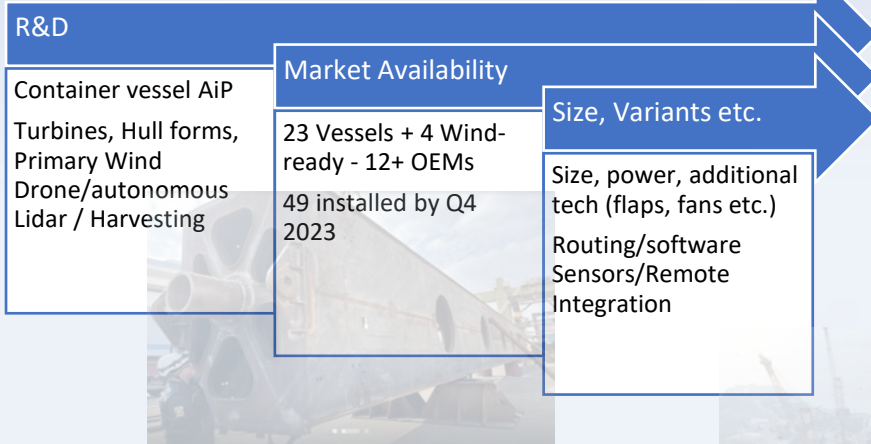 R&D
Container vessel AiP
Turbines, Hull forms,
Primary Wind
Drone/autonomous
Lidar / Harvesting
Market Availability
23 Vessels + 4 Wind-
ready - 12+ OEMs
49 installed by Q4
2023
Size, Variants etc.
Size, power, additional
tech (flaps, fans etc.)
Routing/software
Sensors/Remote
Integration